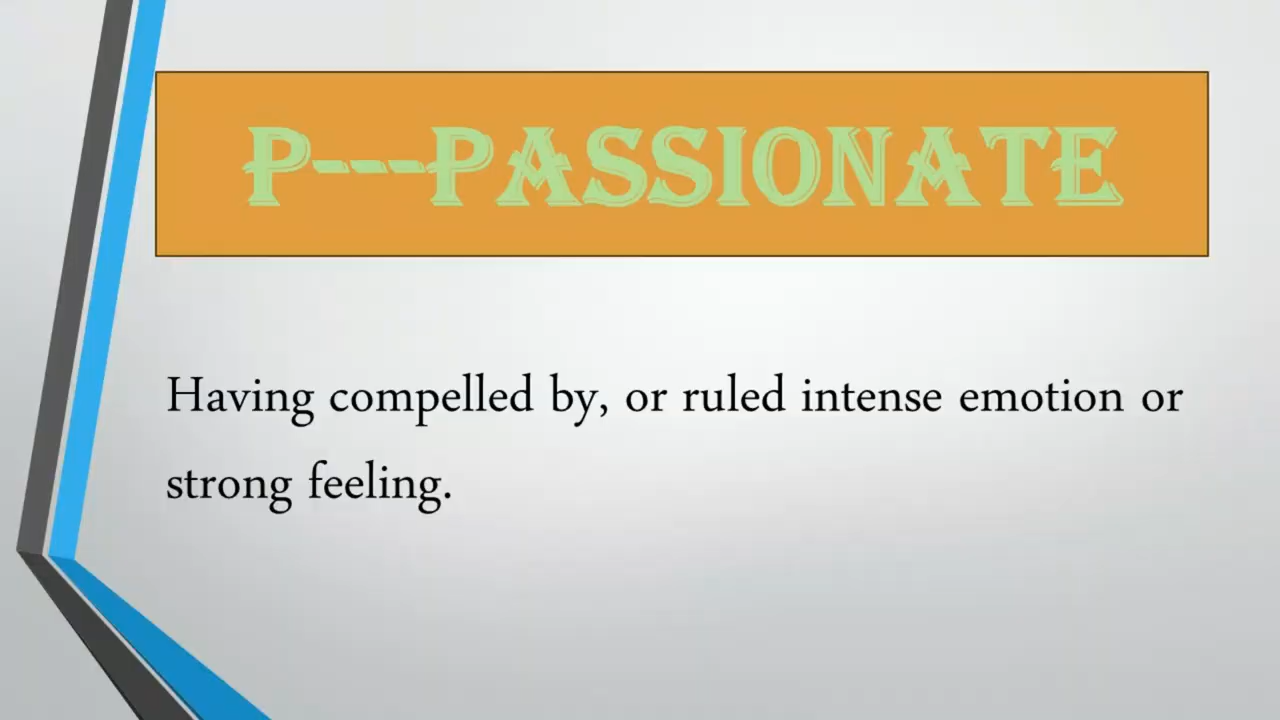 P---PASSIONATE
Having compelled by, or ruled intense emotion or
strong feeling.